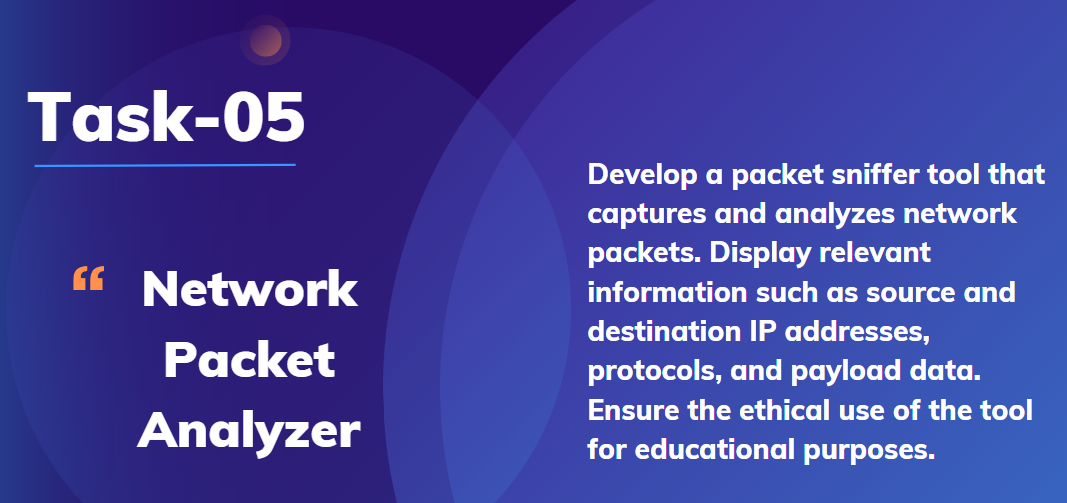 Task-05
“ Network
Packet
Analyzer
Develop a packet sniffer tool that
captures and analyzes network
packets. Display relevant
information such as source and
destination IP addresses,
protocols, and payload data.
Ensure the ethical use of the tool
for educational purposes.